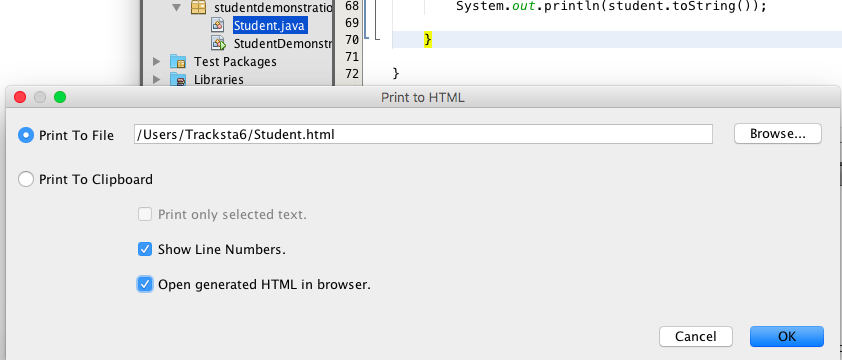 studentdemonstratio
Student.java
StudentDemonstr
Test Packages
Libraries
68 System.out.println(student.toString());
69
70 }
71
72 }
Print to HTML
Print To File /Users/Tracksta6/Student.html Browse...
Print To Clipboard
Print only selected text.
Show Line Numbers.
Open generated HTML in browser.
Cancel OK